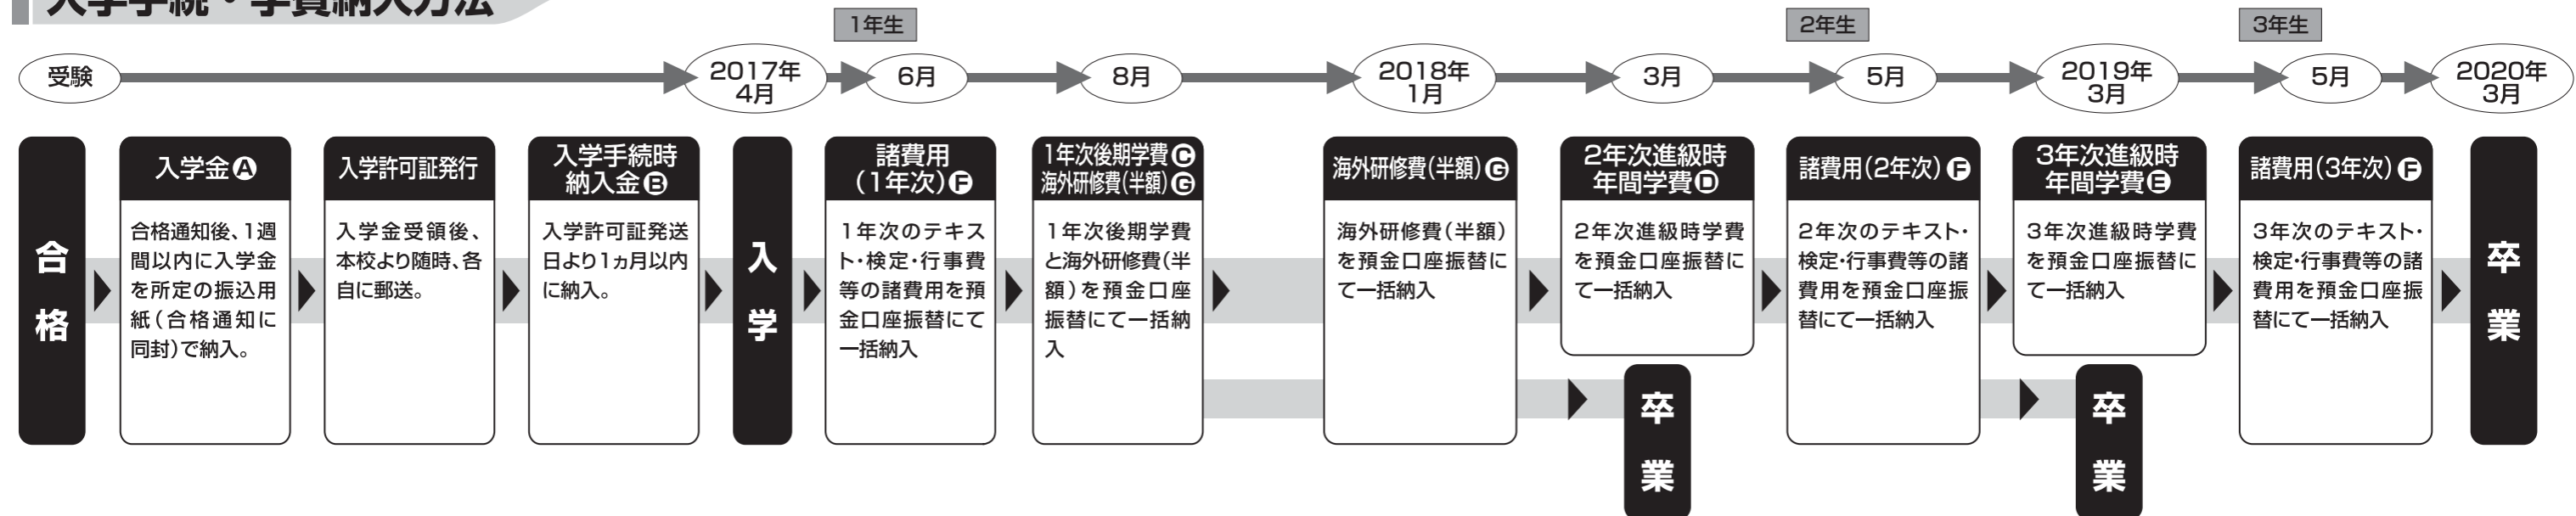 入学手続・学費納入方法
1年生
2年生
3年生
受験
2017年
4月
6月
8月
2018年
1月
3月
5月
2019年
3月
5月
2020年
3月
合格
入学金A
合格通知後、1週
間以内に入学金
を所定の振込用
紙(合格通知に
同封)で納入。
入学許可証発行
入学金受領後、
本校より随時、各
自に郵送。
入学手続時
納入金B
入学許可証発送
日より1ヵ月以内
に納入。
入学
諸費用
(1年次)F
1年次のテキス
ト・検定・行事費
等の諸費用を預
金口座振替にて
一括納入
1年次後期学費C
海外研修費(半額)G
1年次後期学費
と海外研修費(半
額)を預金口座
振替にて一括納
入
海外研修費(半額)G
海外研修費(半額)
を預金口座振替に
て一括納入
2年次進級時
年間学費D
2年次進級時学費
を預金口座振替に
て一括納入
卒業
諸費用(2年次)F
2年次のテキスト・
検定・行事費等の諸
費用を預金口座振
替にて一括納入
3年次進級時
年間学費E
3年次進級時学費
を預金口座振替に
て一括納入
卒業
諸費用(3年次)F
3年次のテキスト・
検定・行事費等の諸
費用を預金口座振
替にて一括納入
卒業